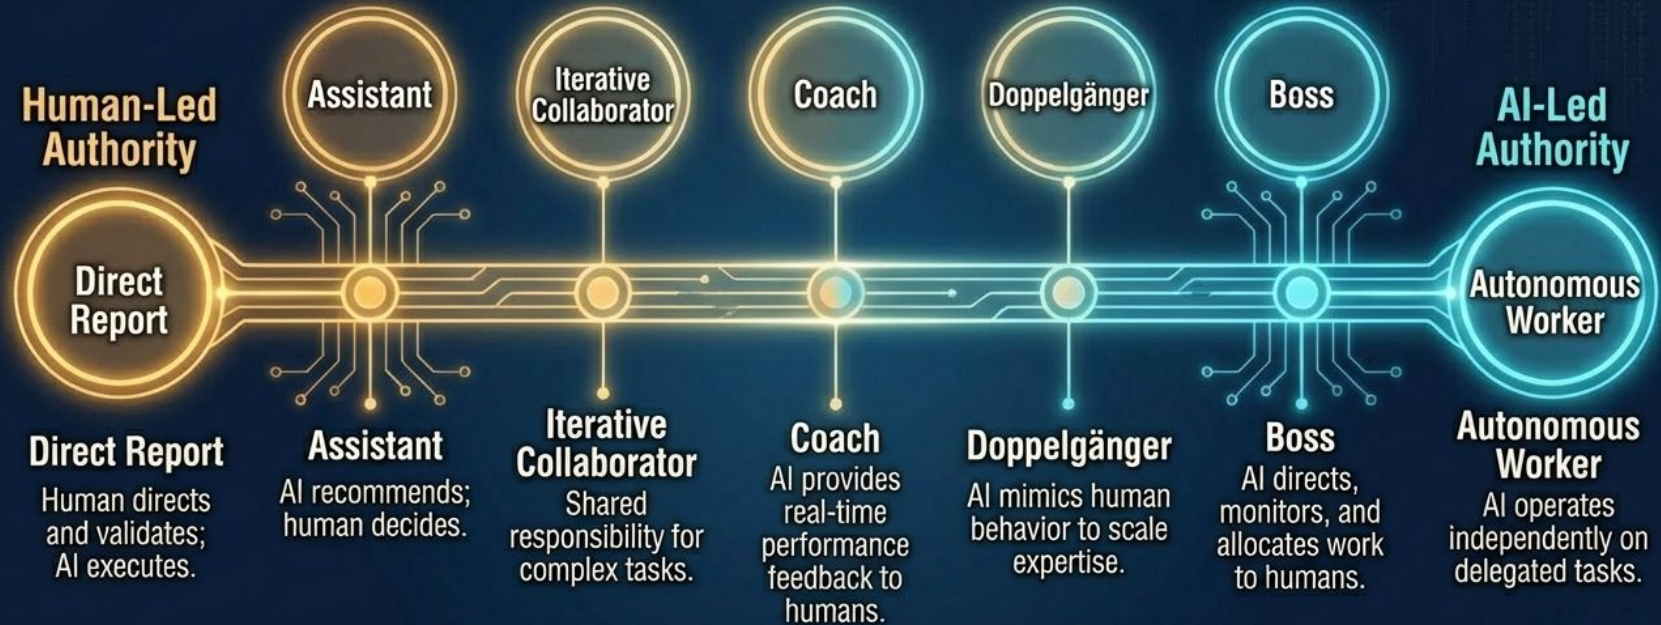 Human-Led
Authority
Direct
Report
Assistant
Iterative
Collaborator
Coach
Doppelgänger
Boss
AI-Led
Authority
Autonomous
Worker
Direct Report
Human directs
and validates;
AI executes.
Assistant
AI recommends;
human decides.
Iterative
Collaborator
Shared
responsibility for
complex tasks.
Coach
AI provides
real-time
performance
feedback to
humans.
Doppelgänger
AI mimics human
behavior to scale
expertise.
Boss
AI directs,
monitors, and
allocates work
to humans.
Autonomous
Worker
AI operates
independently on
delegated tasks.